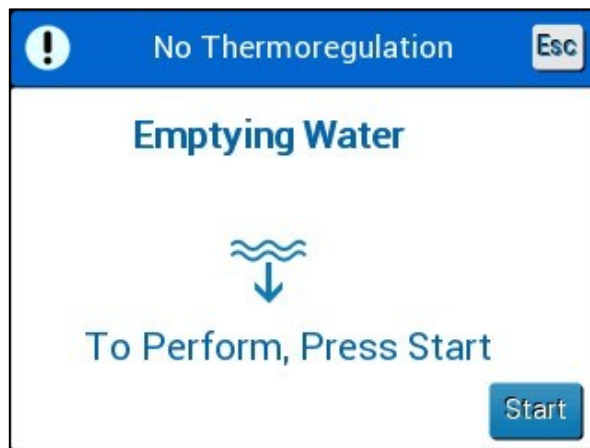 No Thermoregulation
Esc
Emptying Water
To Perform, Press Start
Start